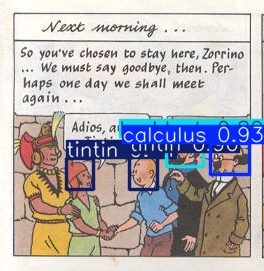 Next morning ...
So you've chosen to stay here, Zorrino
... We must say goodbye, then. Per-
haps one day we shall meet
again ...
Adios,
calculus 0.93
tintin
tintin 0.90